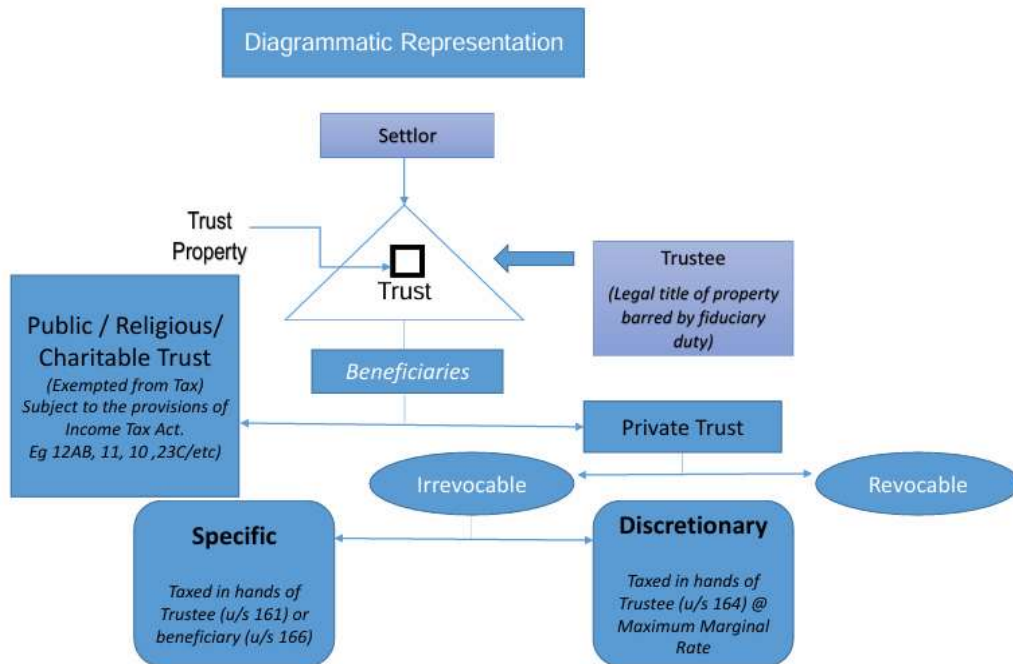 Diagrammatic Representation
Settlor
Trust
Property
Trust
Trustee
(Legal title of property
barred by fiduciary
duty)
Public / Religious/
Charitable Trust
(Exempted from Tax)
Subject to the provisions of
Income Tax Act.
Eg 12AB, 11, 10 ,23C/etc)
Beneficiaries
Private Trust
Irrevocable
Revocable
Specific
Taxed in hands of
Trustee (u/s 161) or
beneficiary (u/s 166)
Discretionary
Taxed in hands of
Trustee (u/s 164) @
Maximum Marginal
Rate